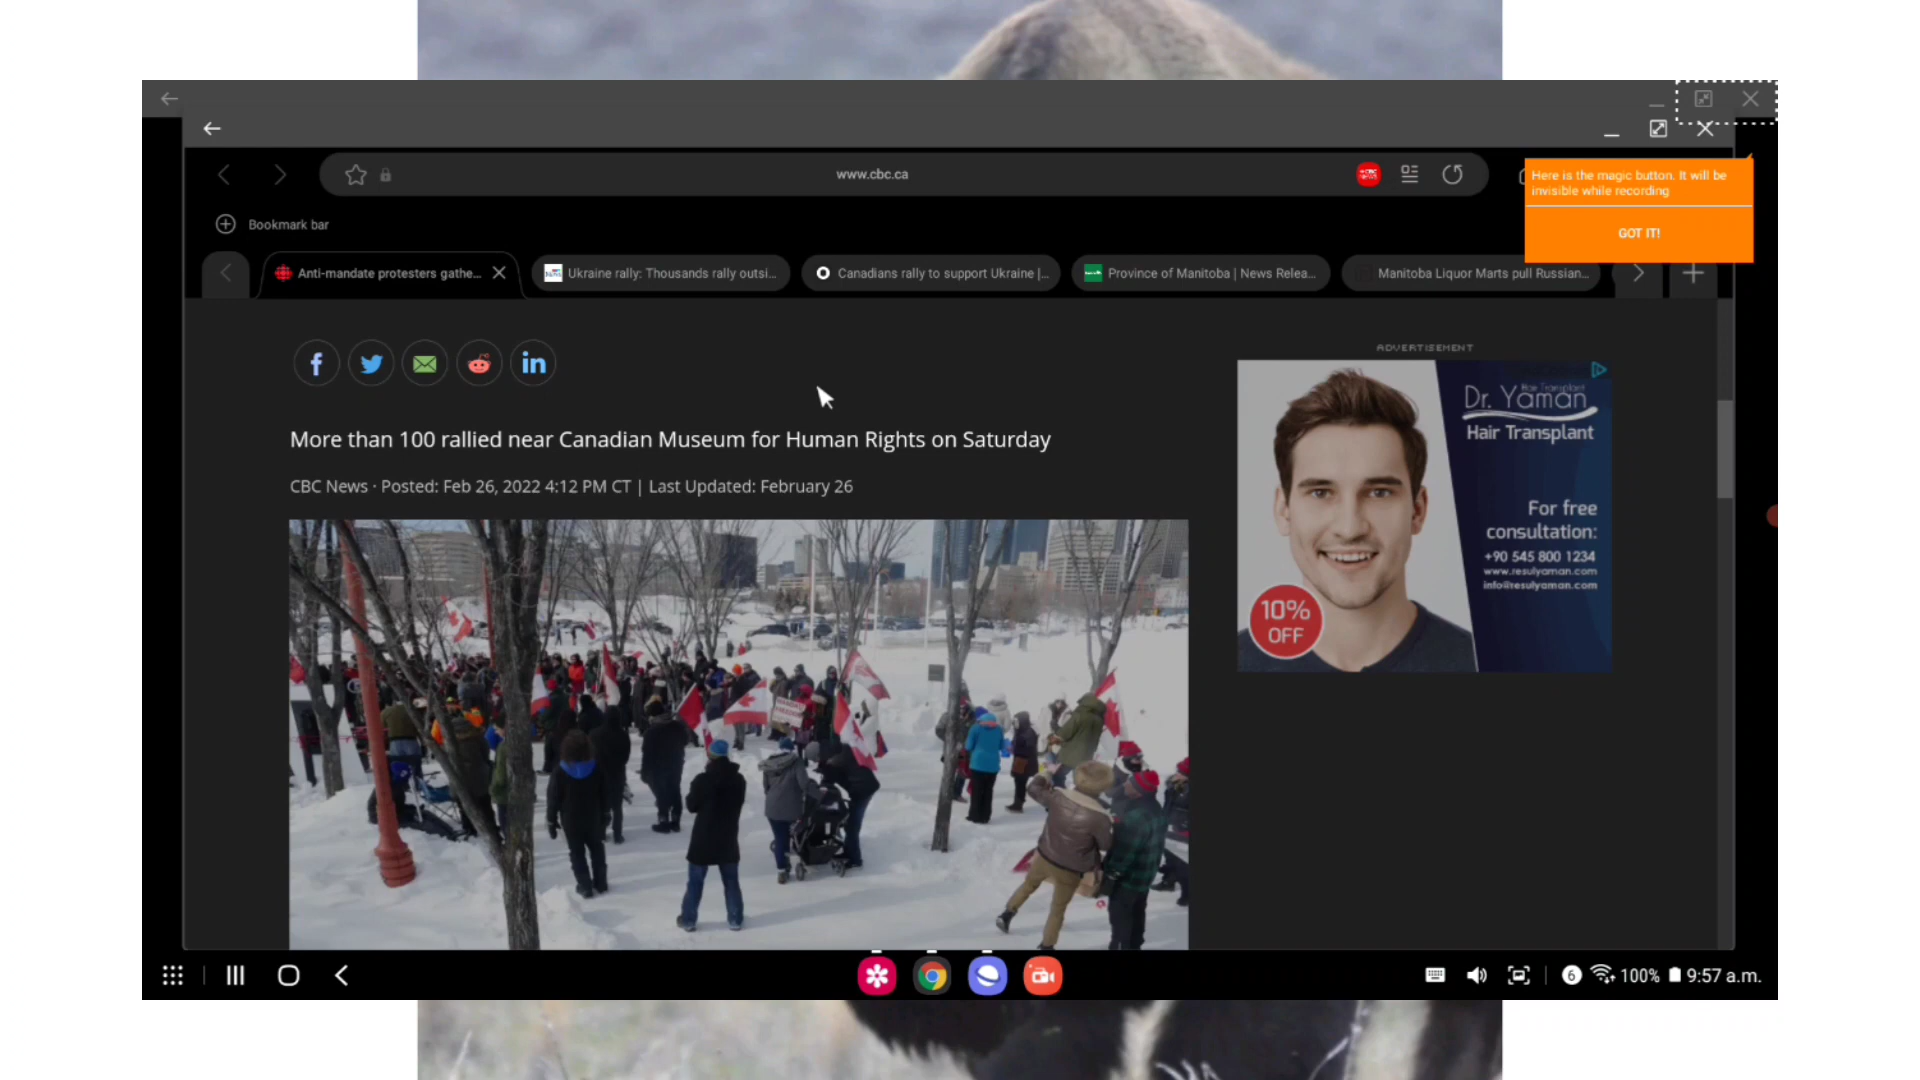 www.cbc.ca
Here is the magic button. It will be
invisible while recording
GOT IT!
Bookmark bar
Anti-mandate protesters gathe...
Ukraine rally: Thousands rally outsi...
Canadians rally to support Ukraine |...
Province of Manitoba | News Relea...
Manitoba Liquor Marts pull Russian...
ADVERTISEMENT
Dr. Yaman
Hair Transplant
Hair Transplant
For free
consultation:
+90 545 800 1234
www.resulyaman.com
info@resulyaman.com
10%
OFF
More than 100 rallied near Canadian Museum for Human Rights on Saturday
CBC News · Posted: Feb 26, 2022 4:12 PM CT | Last Updated: February 26
6
100%
9:57 a.m.